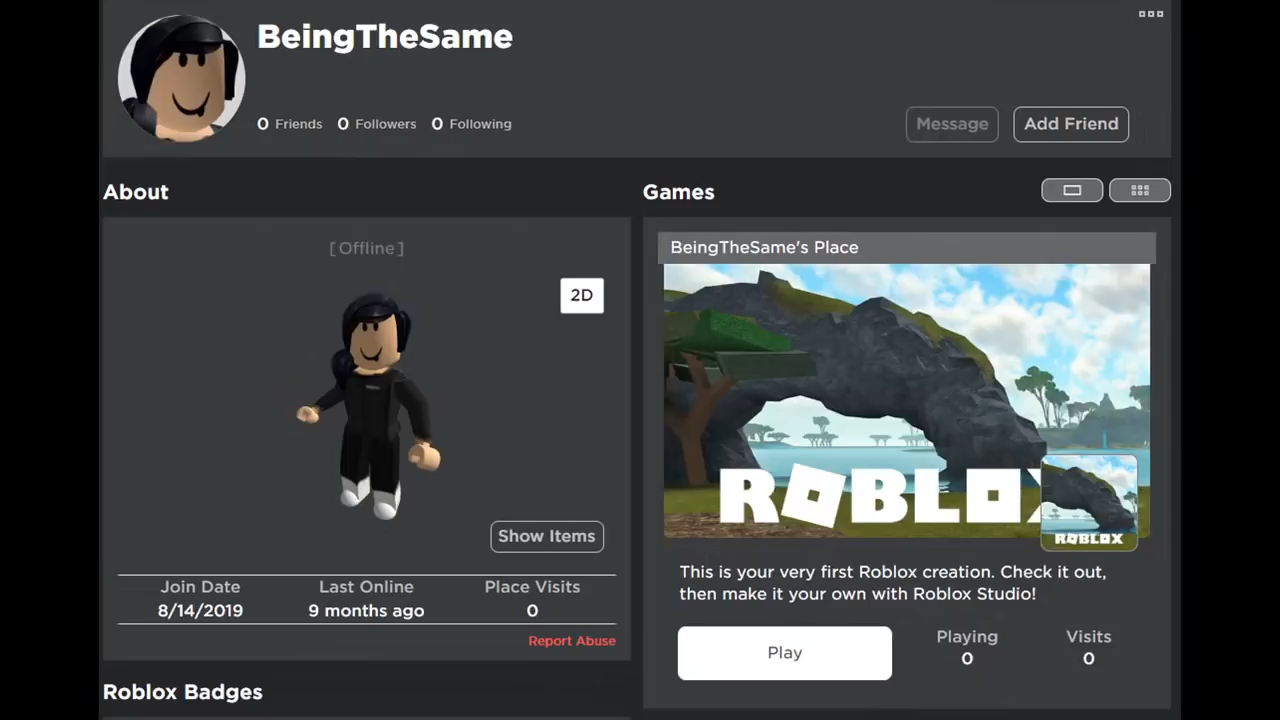 BeingTheSame
0 Friends 0 Followers 0 Following
Message
Add Friend
About
[ Offline ]
2D
Show Items
Join Date
Last Online
Place Visits
8/14/2019
9 months ago
0
Report Abuse
Roblox Badges
Games
BeingTheSame's Place
ROBLOX
ROBLOX
This is your very first Roblox creation. Check it out,
then make it your own with Roblox Studio!
Play
Playing
Visits
0
0